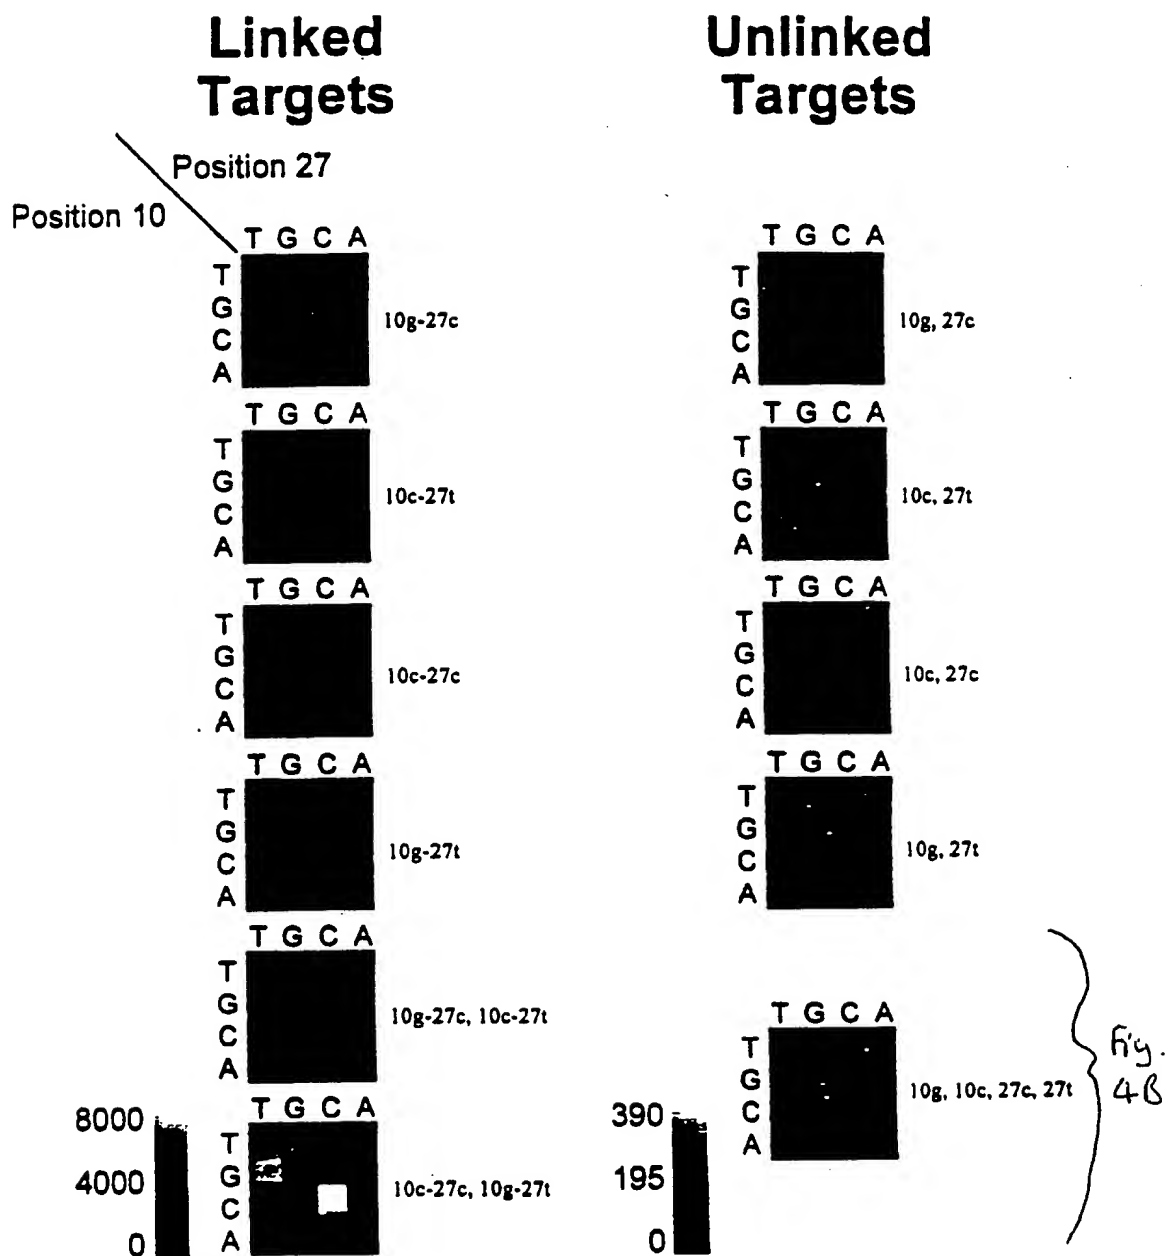 Linked
Targets
Position 27
Position 10
T G C A
T
G
C
A
10g-27c
T G C A
T
G
C
A
10c-27t
T G C A
T
G
C
A
10c-27c
T G C A
T
G
C
A
10g-27t
T G C A
T
G
C
A
10g-27c, 10c-27t
8000
4000
0
T G C A
T
G
C
A
10c-27c, 10g-27t
Unlinked
Targets
T G C A
T
G
C
A
10g, 27c
T G C A
T
G
C
A
10c, 27t
T G C A
T
G
C
A
10c, 27c
T G C A
T
G
C
A
10g, 27t
T G C A
T
G
C
A
10g, 10c, 27c, 27t
390
195
0
Fig.
4B